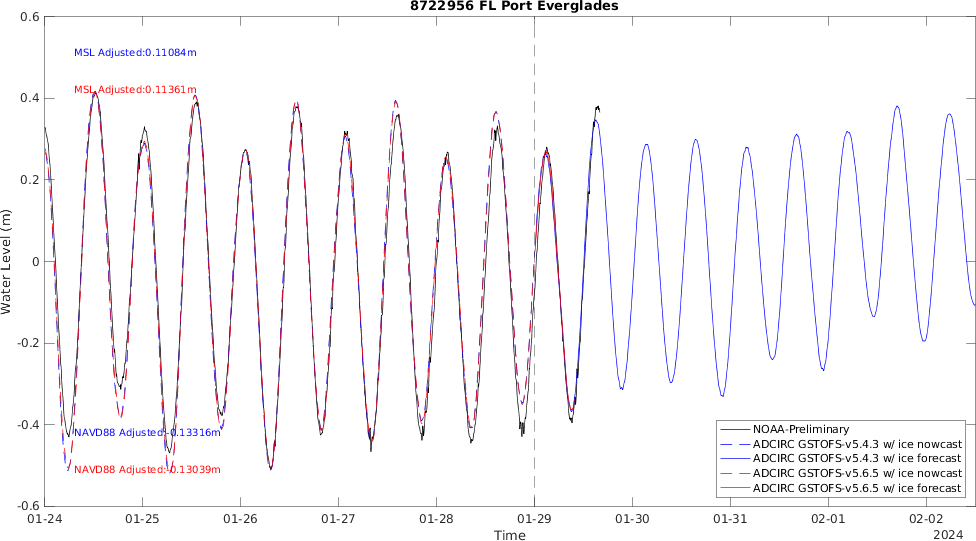 8722956 FL Port Everglades
0.6
MSL Adjusted:0.11084m
MSL Adjusted:0.11361m
0.4
0.2
0
-0.2
-0.4
-0.6
Water Level (m)
NAVD88 Adjusted:-0.13316m
NAVD88 Adjusted:-0.13039m
NOAA-Preliminary
ADCIRC GSTOFS-v5.4.3 w/ ice nowcast
ADCIRC GSTOFS-v5.4.3 w/ ice forecast
ADCIRC GSTOFS-v5.6.5 w/ ice nowcast
ADCIRC GSTOFS-v5.6.5 w/ ice forecast
01-24 01-25 01-26 01-27 01-28 01-29 01-30 01-31 02-01 02-02
Time
2024